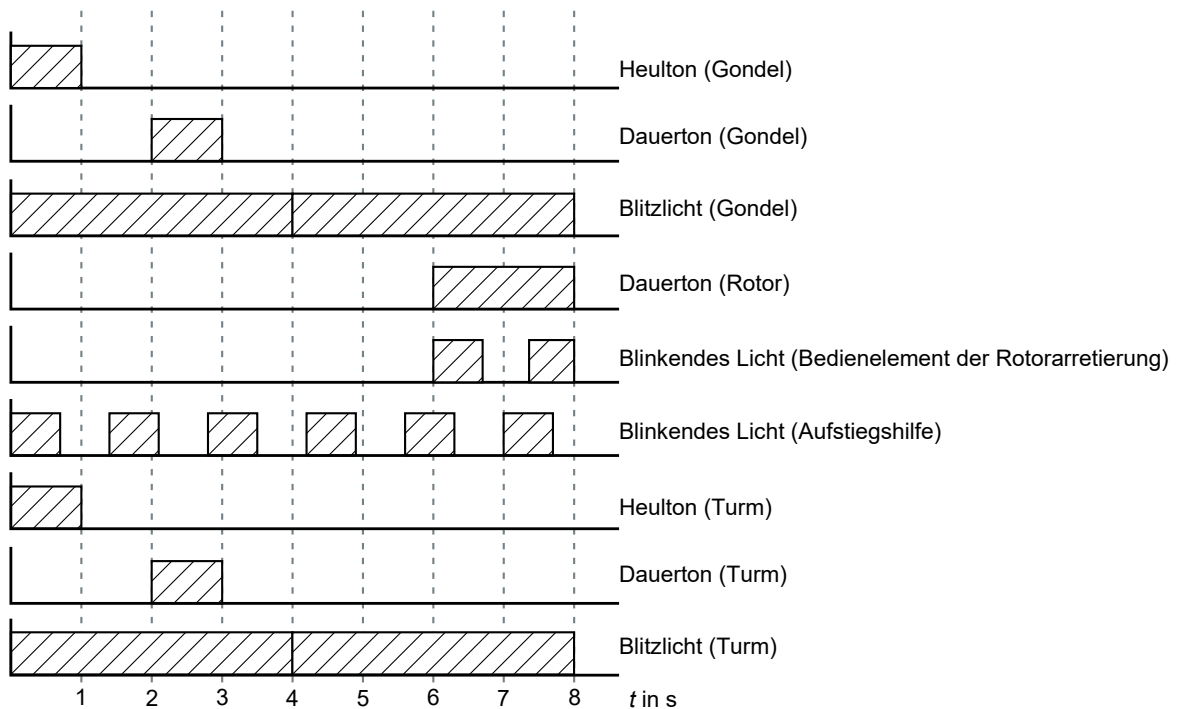 Heulton (Gondel)
Dauerton (Gondel)
Blitzlicht (Gondel)
Dauerton (Rotor)
Blinkendes Licht (Bedienelement der Rotorarretierung)
Blinkendes Licht (Aufstiegshilfe)
Heulton (Turm)
Dauerton (Turm)
Blitzlicht (Turm)
1 2 3 4 5 6 7 8 t in s